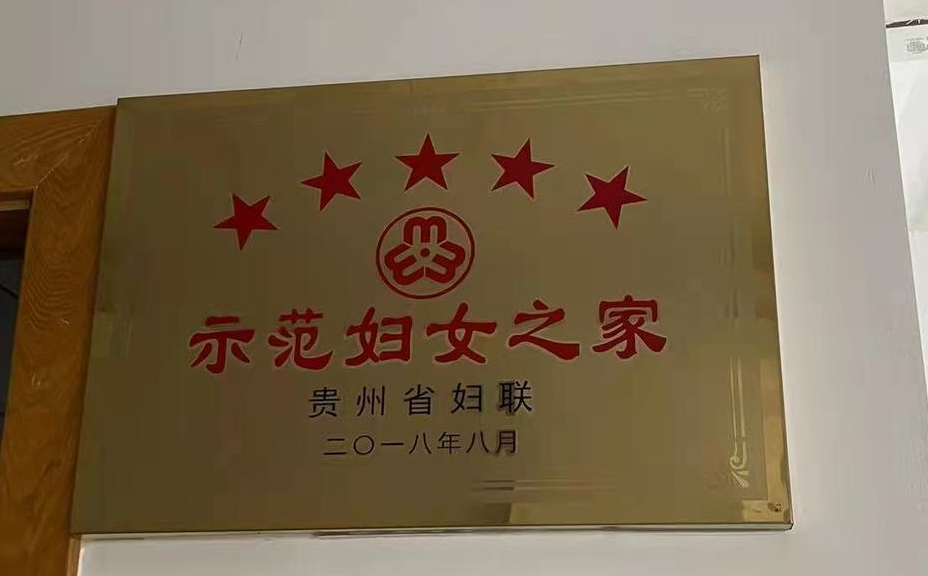 示范妇女之家
贵州省妇联
二〇一八年八月